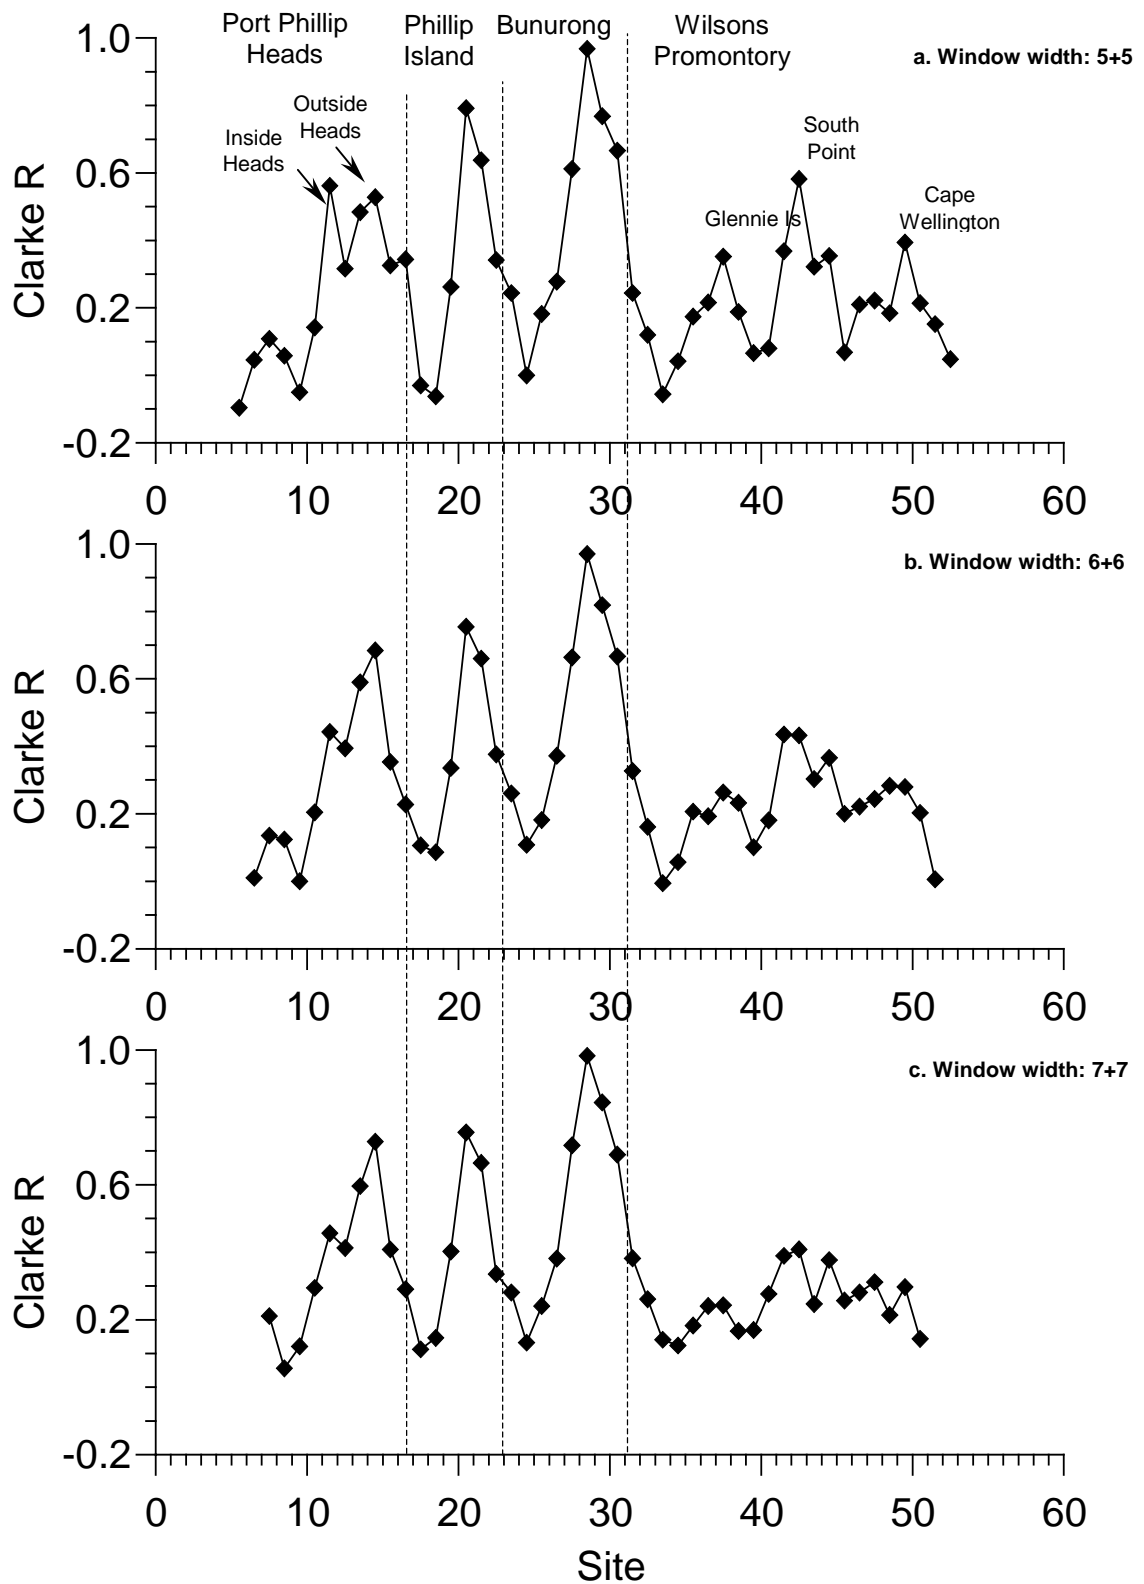 Port Phillip
Heads
Phillip
Island
Bunurong
Wilsons
Promontory
a. Window width: 5+5
Inside
Heads
Outside
Heads
Glennie Is
South
Point
Cape
Wellington
Clarke R
1.0
0.6
0.2
-0.2
0 10 20 30 40 50 60
b. Window width: 6+6
Clarke R
1.0
0.6
0.2
-0.2
0 10 20 30 40 50 60
c. Window width: 7+7
Clarke R
1.0
0.6
0.2
-0.2
0 10 20 30 40 50 60
Site